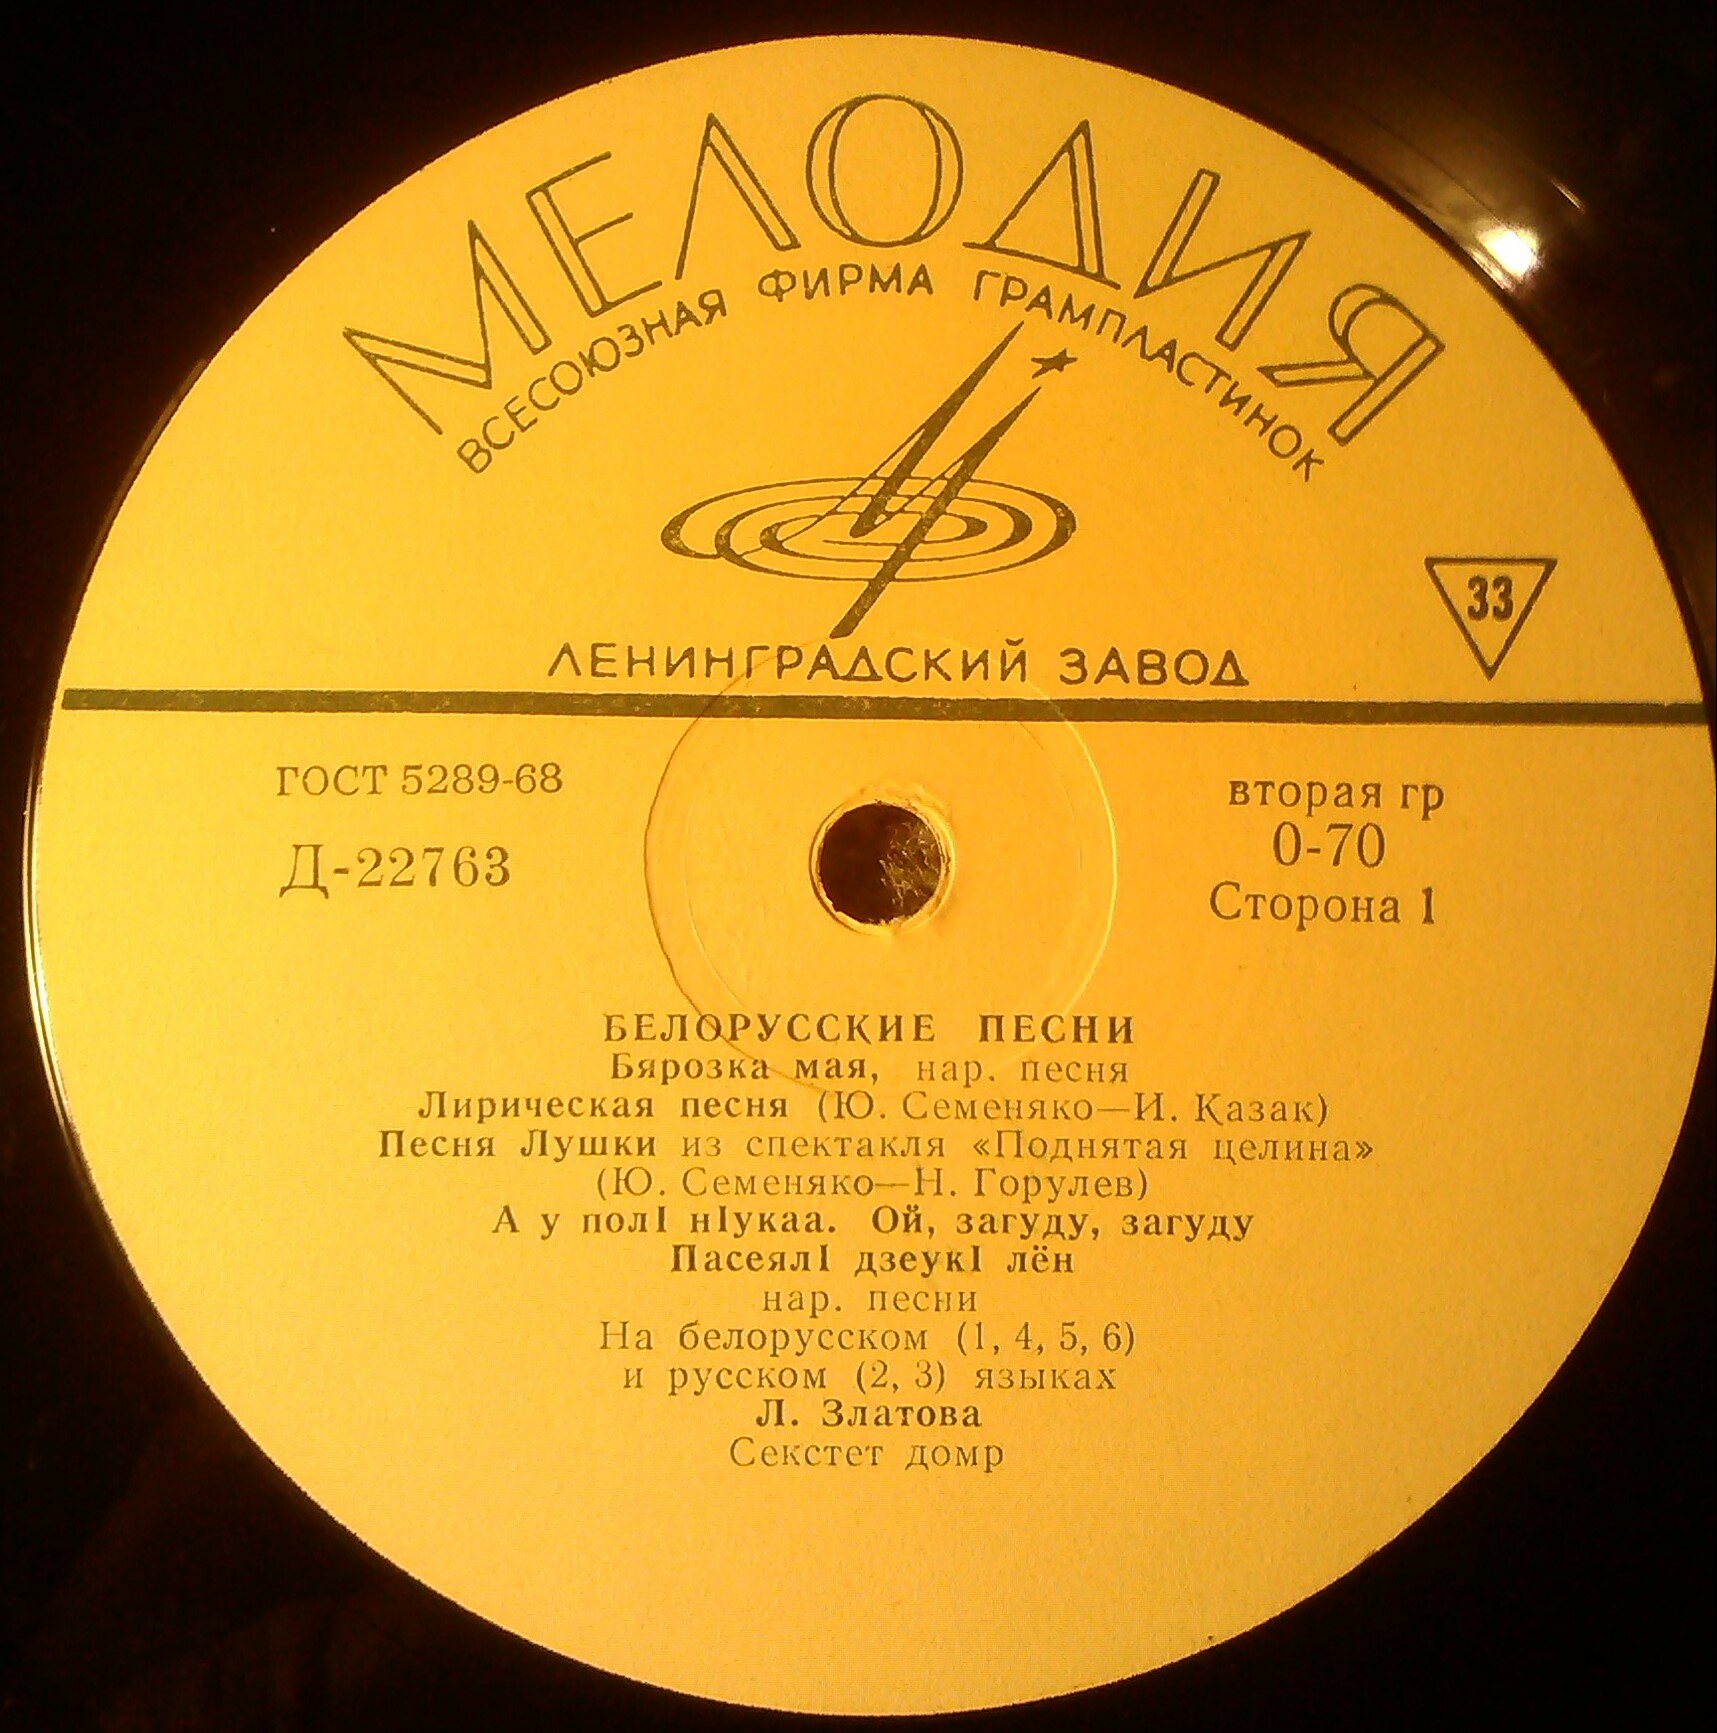 МЕЛОДИЯ
ВСЕСОЮЗНАЯ ФИРМА ГРАМПЛАСТИНОК
33
ЛЕНИНГРАДСКИЙ ЗАВОД
ГОСТ 5289-68
Д-22763
вторая гр
0-70
Сторона 1
БЕЛОРУССКИЕ ПЕСНИ
Бярозка мая, нар. песня
Лирическая песня (Ю. Семеняко—И. Казак)
Песня Лушки из спектакля «Поднятая целина»
(Ю. Семеняко—Н. Горулев)
А у полI нIукаа. Ой, загуду, загуду
ПасеялI дзеукI лён
нар. песни
На белорусском (1, 4, 5, 6)
и русском (2, 3) языках
Л. Златова
Секстет домр